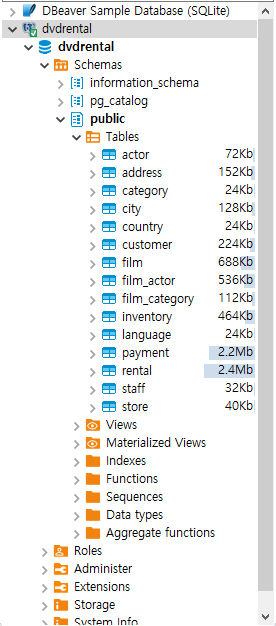 DBeaver Sample Database (SQLite)
dvdrental
dvdrental
Schemas
information_schema
pg_catalog
public
Tables
actor 72Kb
address 152Kb
category 24Kb
city 128Kb
country 24Kb
customer 224Kb
film 688Kb
film_actor 536Kb
film_category 112Kb
inventory 464Kb
language 24Kb
payment 2.2Mb
rental 2.4Mb
staff 32Kb
store 40Kb
Views
Materialized Views
Indexes
Functions
Sequences
Data types
Aggregate functions
Roles
Administer
Extensions
Storage
System Info